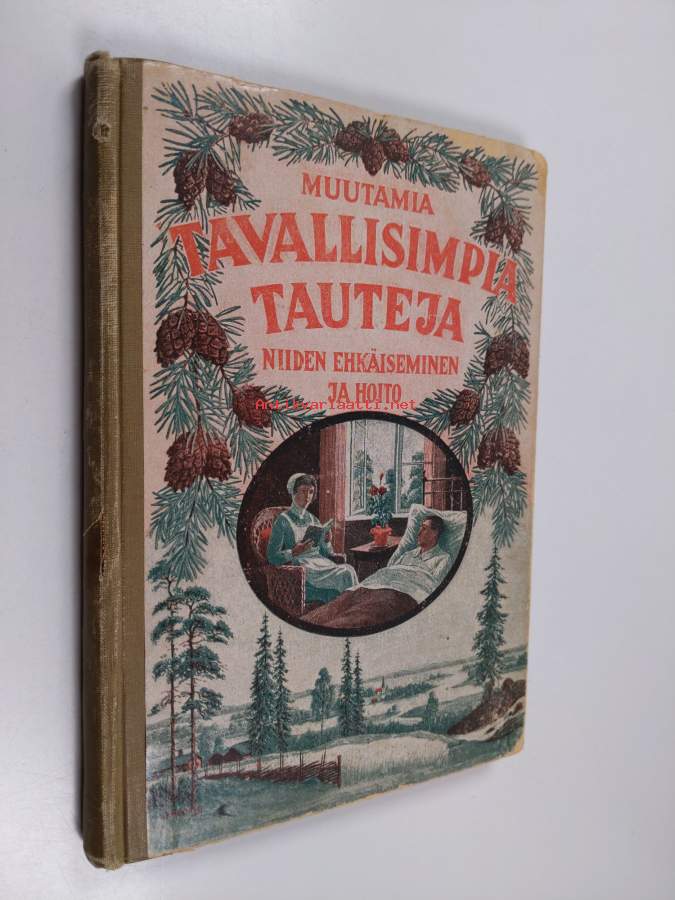 MUUTAMIA
TAVALLISIMPIA
TAUTEJA
NIIDEN EHKÄISEMINEN
JA HOITO
Antikvariaatti.net